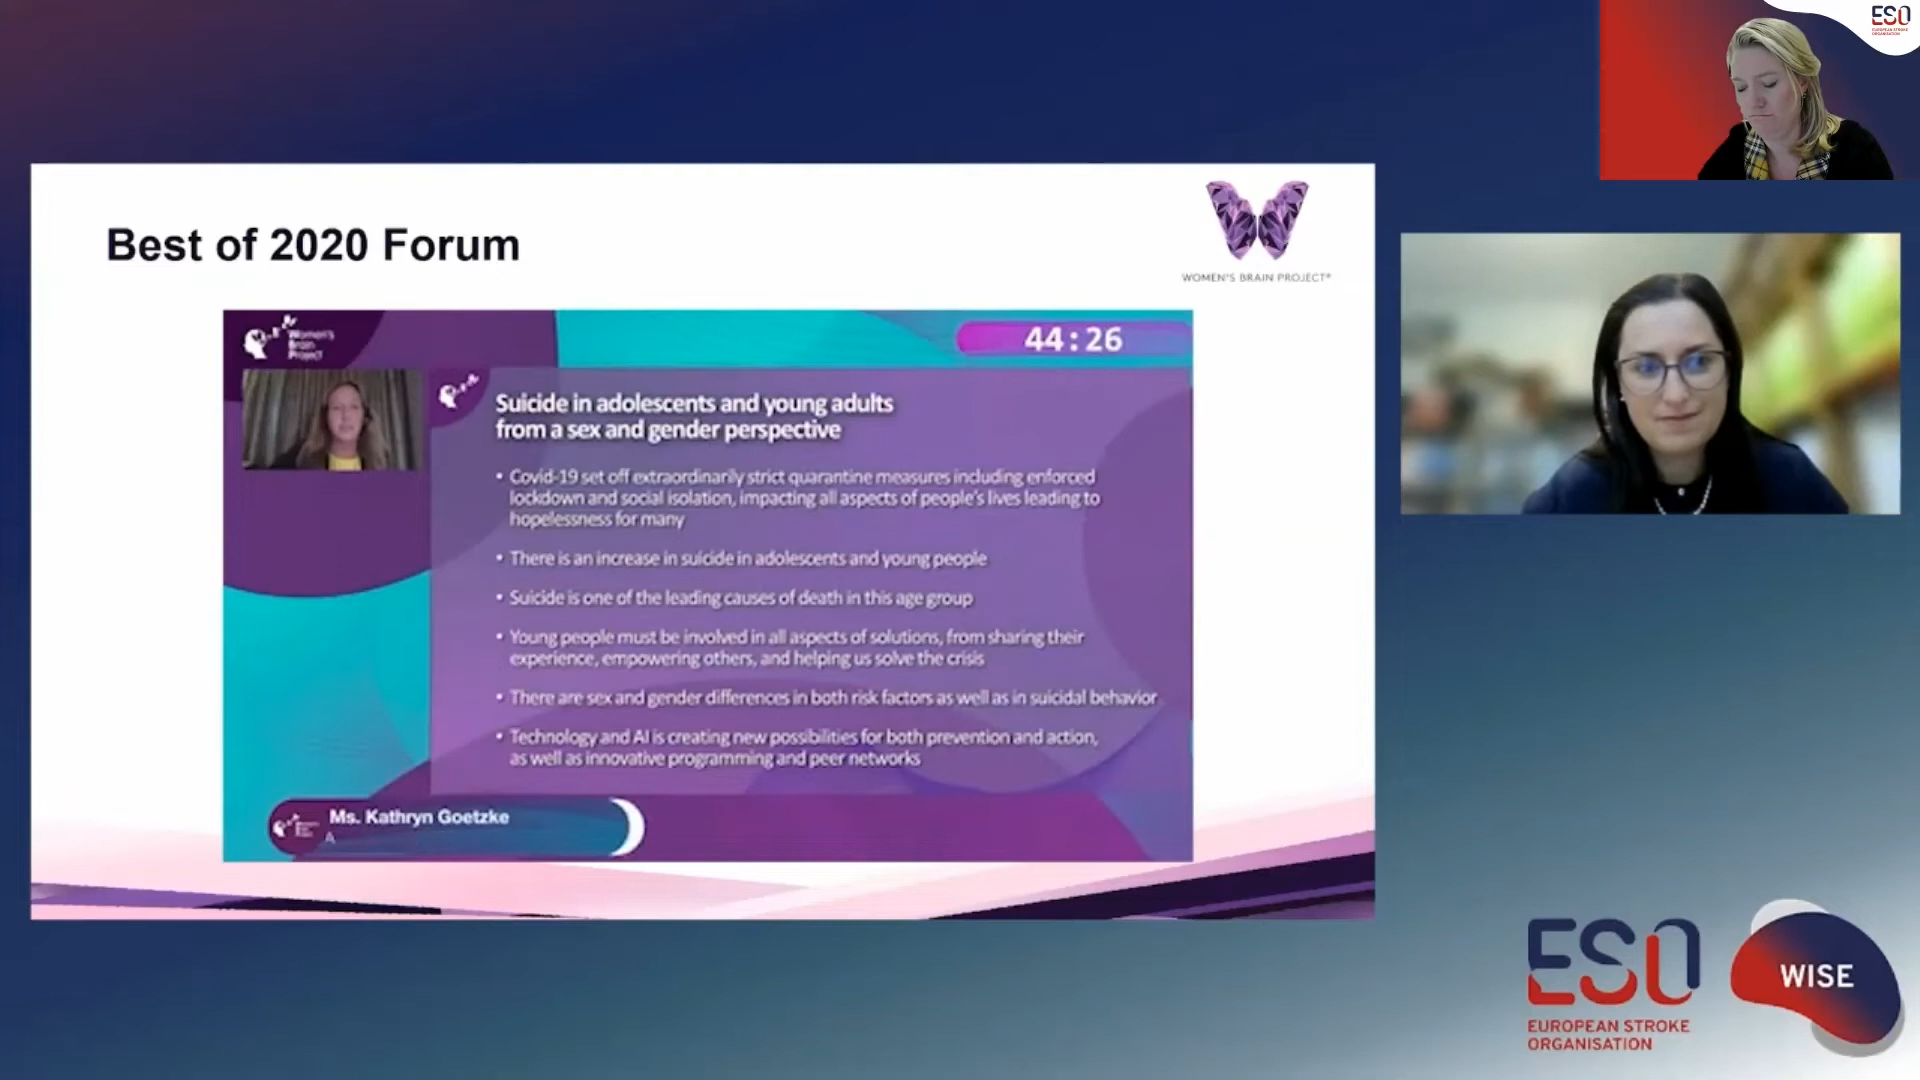 ESO
EUROPEAN STROKE
ORGANISATION
Best of 2020 Forum
WOMEN'S BRAIN PROJECT®
Women's
Brain
Project
44:26
Suicide in adolescents and young adults
from a sex and gender perspective
• Covid-19 set off extraordinarily strict quarantine measures including enforced
lockdown and social isolation, impacting all aspects of people's lives leading to
hopelessness for many
• There is an increase in suicide in adolescents and young people
• Suicide is one of the leading causes of death in this age group
• Young people must be involved in all aspects of solutions, from sharing their
experience, empowering others, and helping us solve the crisis
• There are sex and gender differences in both risk factors as well as in suicidal behavior
• Technology and AI is creating new possibilities for both prevention and action,
as well as innovative programming and peer networks
Ms. Kathryn Goetzke
A
ESO
EUROPEAN STROKE
ORGANISATION
WISE